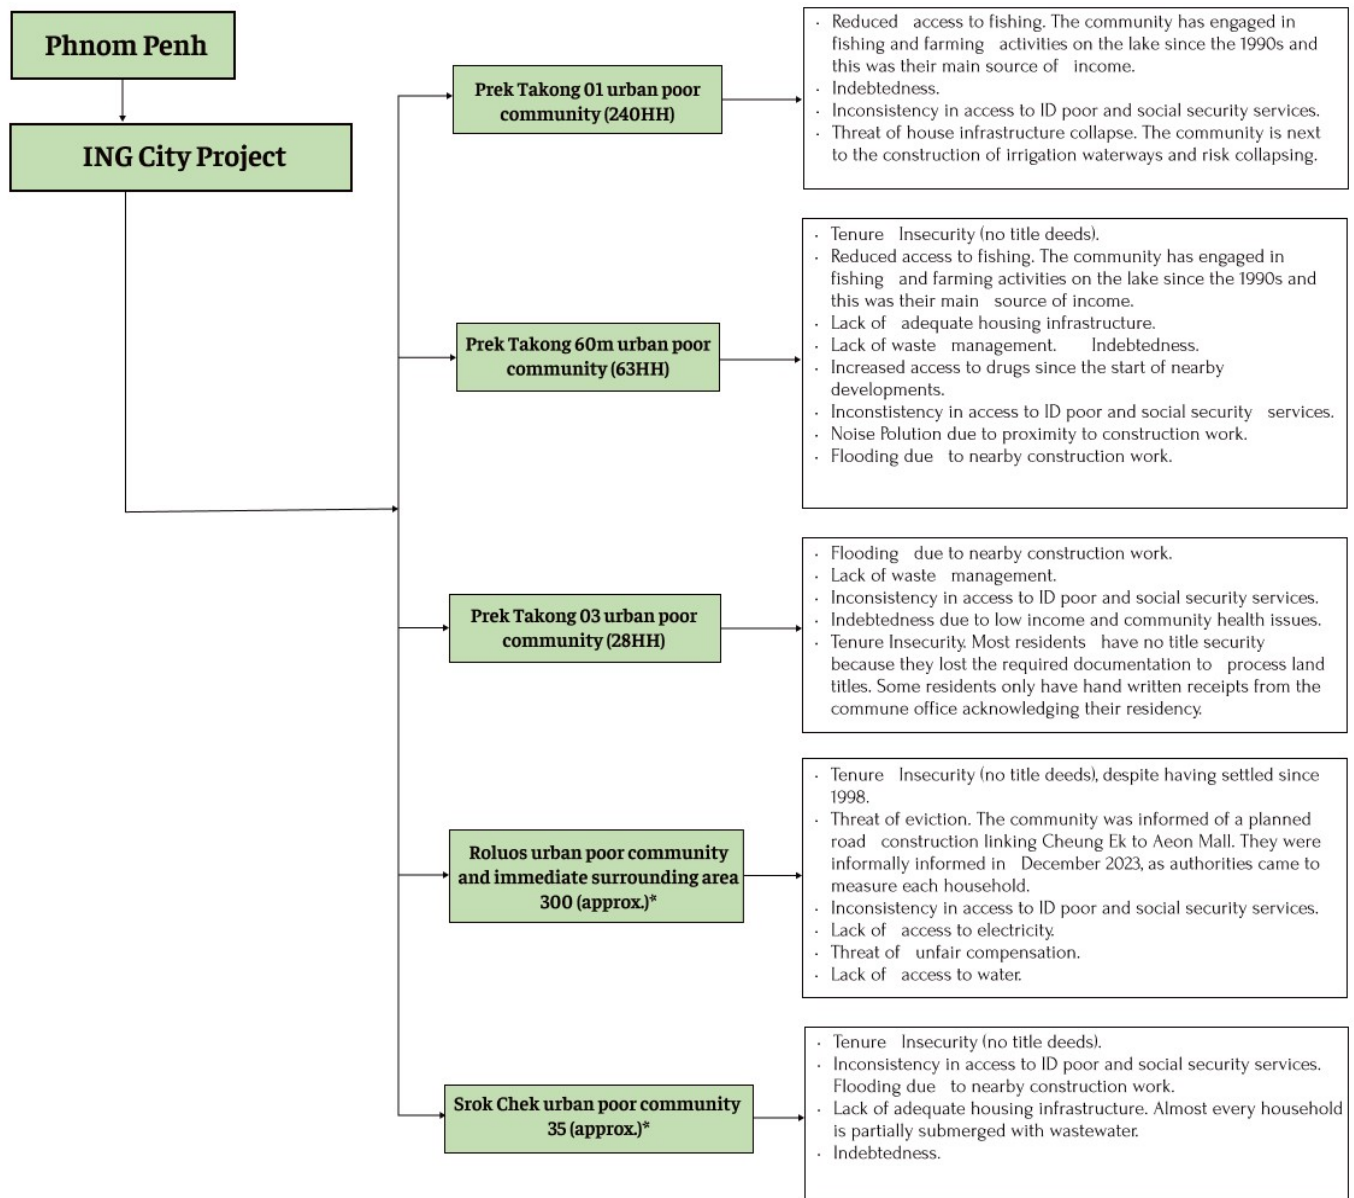 Phnom Penh
ING City Project
Prek Takong 01 urban poor
community (240HH)
· Reduced access to fishing. The community has engaged in
fishing and farming activities on the lake since the 1990s and
this was their main source of income.
· Indebtedness.
· Inconsistency in access to ID poor and social security services.
· Threat of house infrastructure collapse. The community is next
to the construction of irrigation waterways and risk collapsing.
Prek Takong 60m urban poor
community (63HH)
· Tenure Insecurity (no title deeds).
· Reduced access to fishing. The community has engaged in
fishing and farming activities on the lake since the 1990s and
this was their main source of income.
· Lack of adequate housing infrastructure.
· Lack of waste management. Indebtedness.
· Increased access to drugs since the start of nearby
developments.
· Inconstistency in access to ID poor and social security services.
· Noise Polution due to proximity to construction work.
· Flooding due to nearby construction work.
Prek Takong 03 urban poor
community (28HH)
· Flooding due to nearby construction work.
· Lack of waste management.
· Inconsistency in access to ID poor and social security services.
· Indebtedness due to low income and community health issues.
· Tenure Insecurity. Most residents have no title security
because they lost the required documentation to process land
titles. Some residents only have hand written receipts from the
commune office acknowledging their residency.
Roluos urban poor community
and immediate surrounding area
300 (approx.)*
· Tenure Insecurity (no title deeds), despite having settled since
1998.
· Threat of eviction. The community was informed of a planned
road construction linking Cheung Ek to Aeon Mall. They were
informally informed in December 2023, as authorities came to
measure each household.
· Inconsistency in access to ID poor and social security services.
· Lack of access to electricity.
· Threat of unfair compensation.
· Lack of access to water.
Srok Chek urban poor community
35 (approx.)*
· Tenure Insecurity (no title deeds).
· Inconsistency in access to ID poor and social security services.
Flooding due to nearby construction work.
· Lack of adequate housing infrastructure. Almost every household
is partially submerged with wastewater.
· Indebtedness.